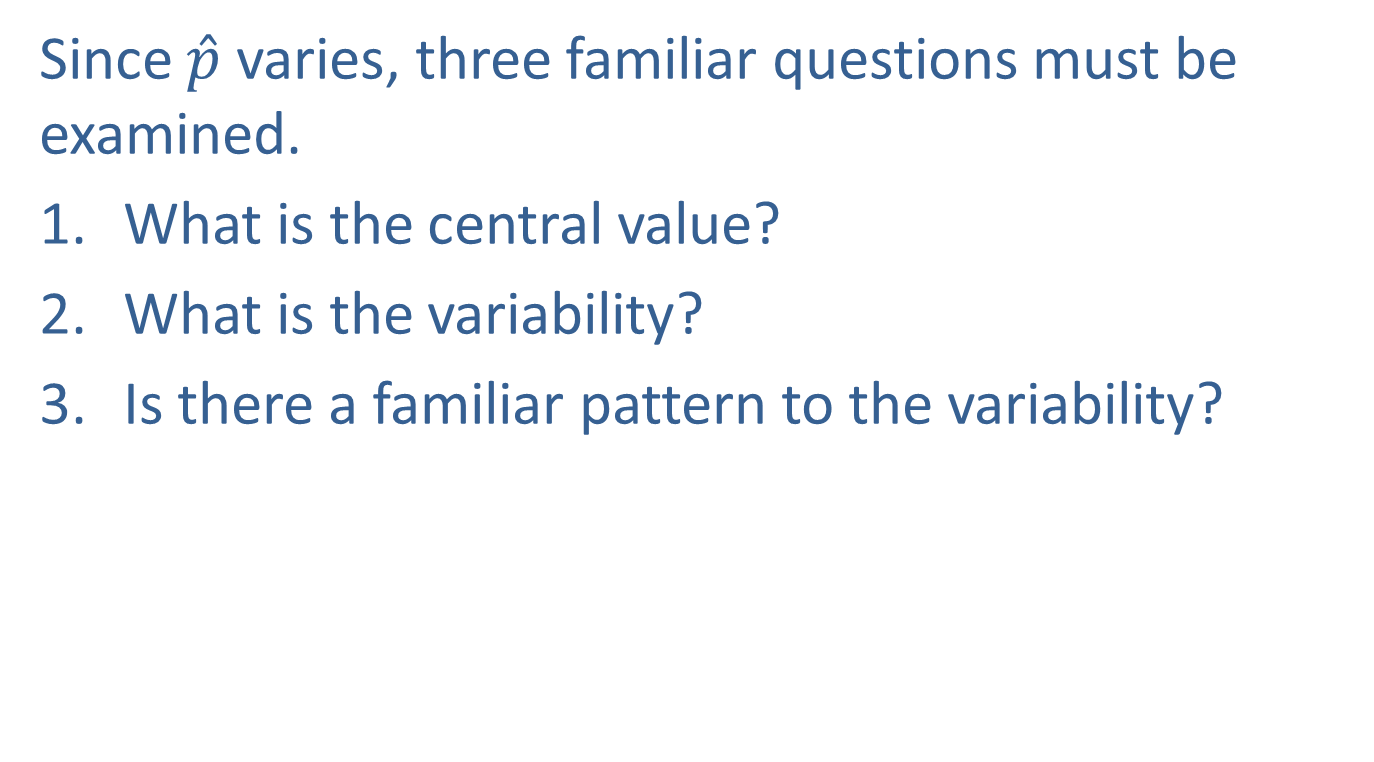 Since p̂ varies, three familiar questions must be
examined.
1. What is the central value?
2. What is the variability?
3. Is there a familiar pattern to the variability?